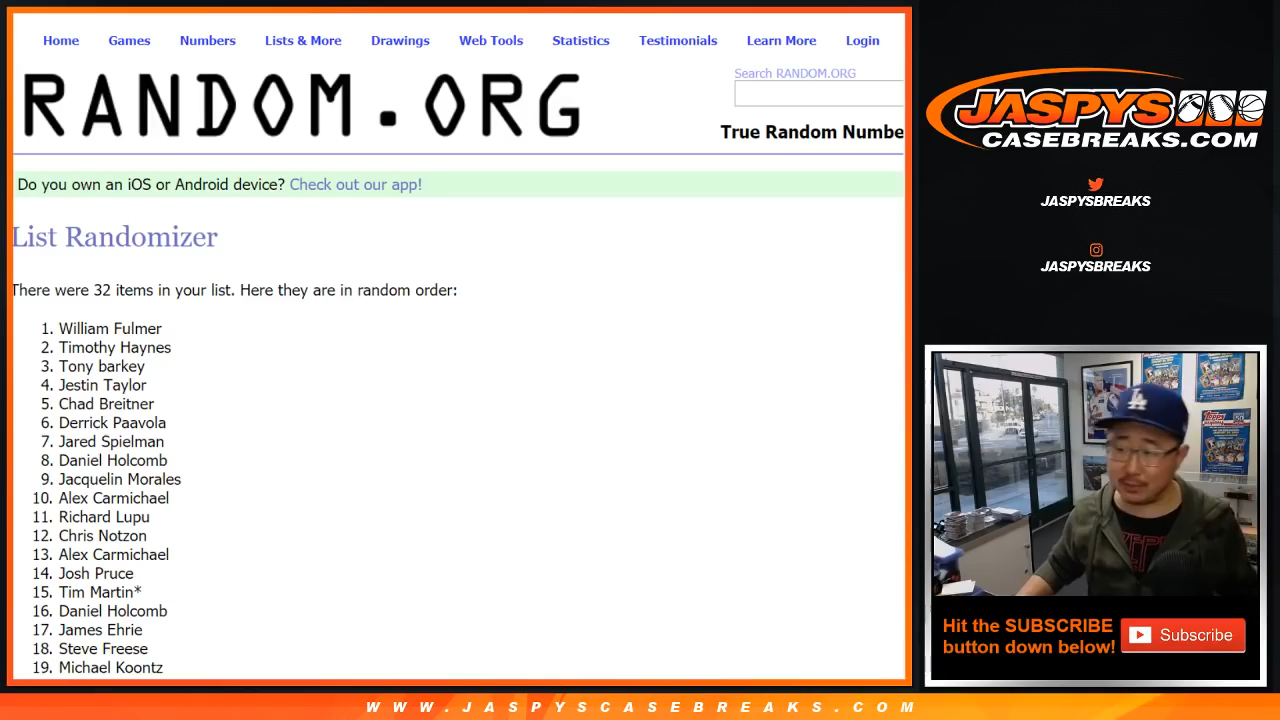 Home Games Numbers Lists & More Drawings Web Tools Statistics Testimonials Learn More Login
RANDOM.ORG
Search RANDOM.ORG
True Random Numbe
Do you own an iOS or Android device? Check out our app!
List Randomizer
There were 32 items in your list. Here they are in random order:
1. William Fulmer
2. Timothy Haynes
3. Tony barkey
4. Jestin Taylor
5. Chad Breitner
6. Derrick Paavola
7. Jared Spielman
8. Daniel Holcomb
9. Jacquelin Morales
10. Alex Carmichael
11. Richard Lupu
12. Chris Notzon
13. Alex Carmichael
14. Josh Pruce
15. Tim Martin*
16. Daniel Holcomb
17. James Ehrie
18. Steve Freese
19. Michael Koontz
JASPYS
CASEBREAKS.COM
JASPYSBREAKS
JASPYSBREAKS
LA
Topps
Hit the SUBSCRIBE
button down below!
Subscribe
WWW.JASPYSCASEBREAKS.COM